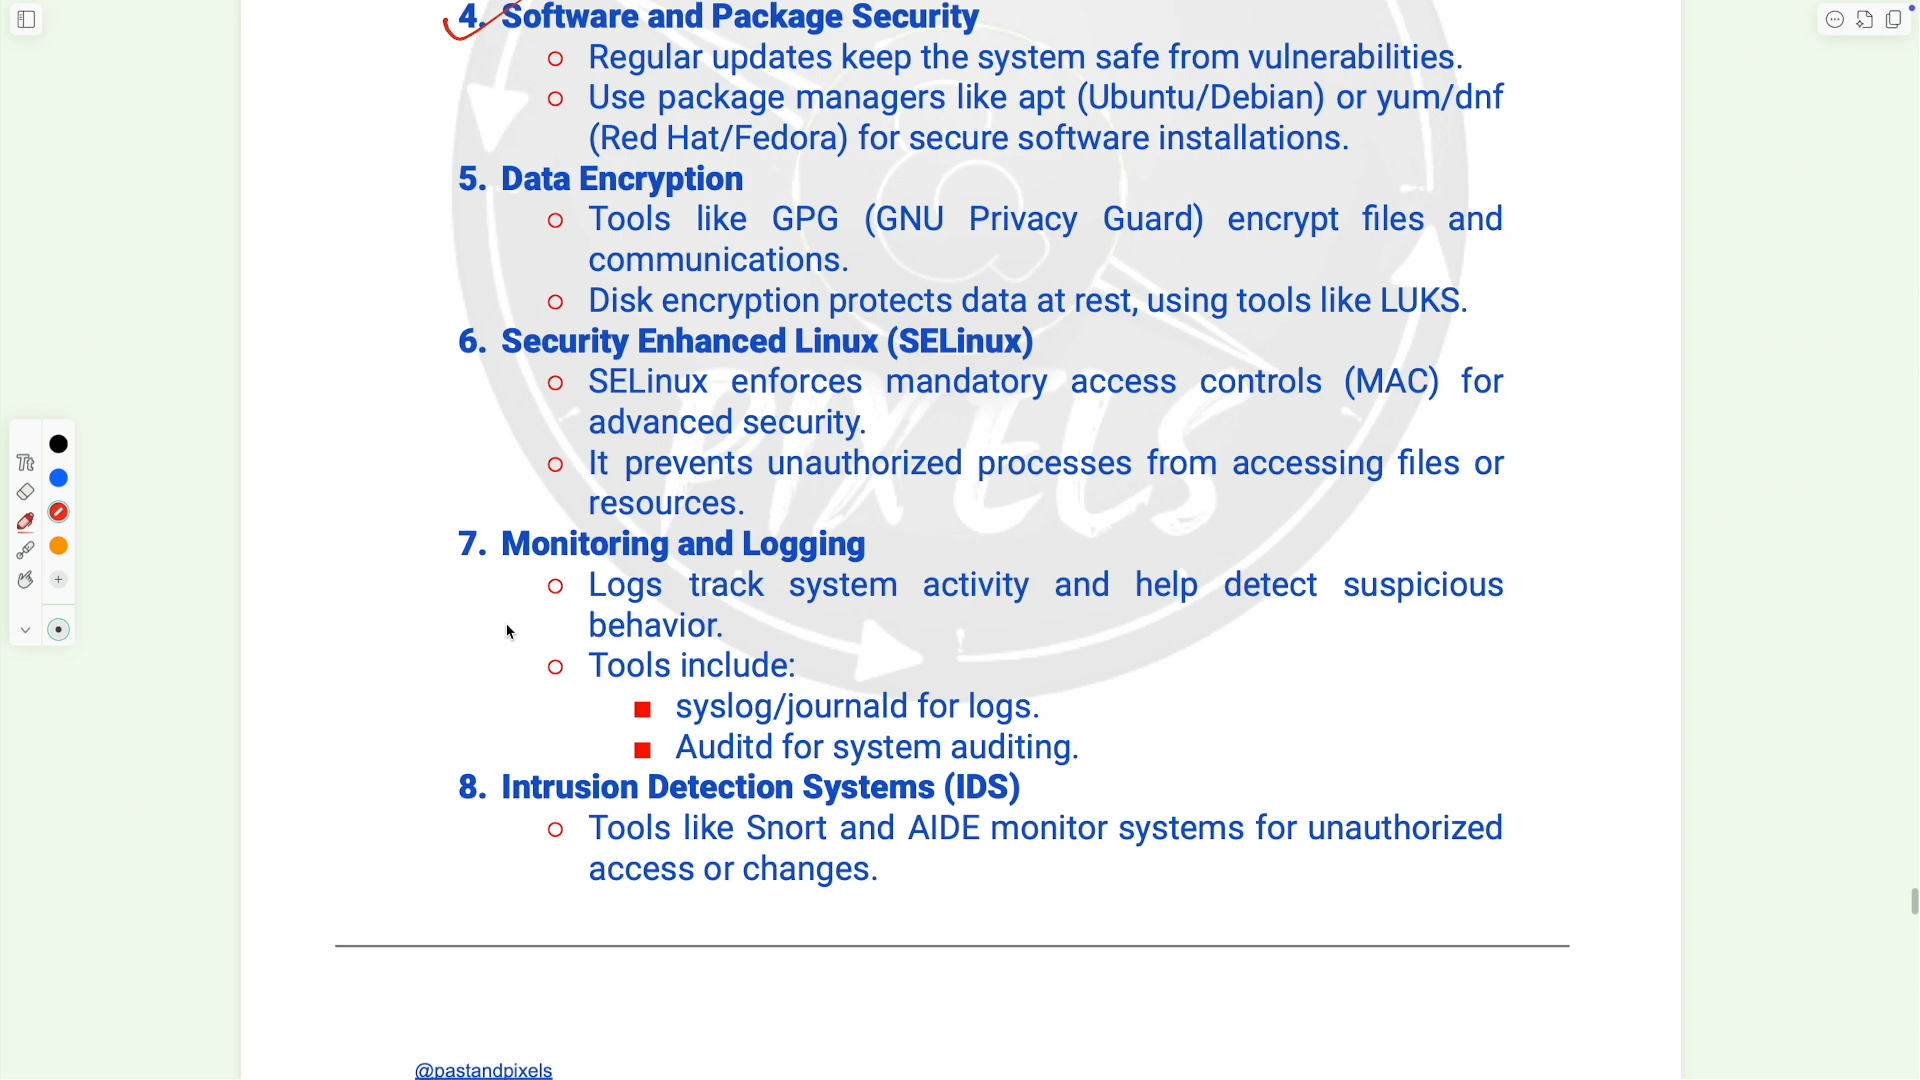 4. Software and Package Security
○ Regular updates keep the system safe from vulnerabilities.
○ Use package managers like apt (Ubuntu/Debian) or yum/dnf
(Red Hat/Fedora) for secure software installations.
5. Data Encryption
○ Tools like GPG (GNU Privacy Guard) encrypt files and
communications.
○ Disk encryption protects data at rest, using tools like LUKS.
6. Security Enhanced Linux (SELinux)
○ SELinux enforces mandatory access controls (MAC) for
advanced security.
○ It prevents unauthorized processes from accessing files or
resources.
7. Monitoring and Logging
○ Logs track system activity and help detect suspicious
behavior.
○ Tools include:
■ syslog/journald for logs.
■ Auditd for system auditing.
8. Intrusion Detection Systems (IDS)
○ Tools like Snort and AIDE monitor systems for unauthorized
access or changes.
@pastandpixels
PIXELS
Tt